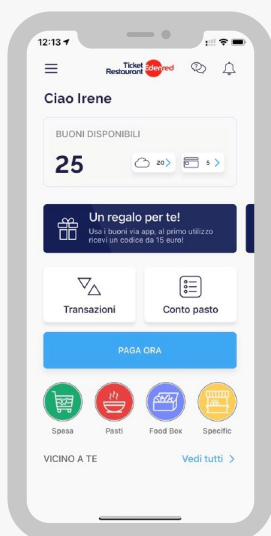 12:13
Ticket
Restaurant Edenred
Ciao Irene
BUONI DISPONIBILI
25
20 >
5 >
Un regalo
per te!
Usa i buoni via app, al primo utilizzo
ricevi un codice da 15 euro!
Transazioni
Conto pasto
PAGA ORA
Spesa
Pasti
Food Box
Specific
VICINO A TE
Vedi tutti >